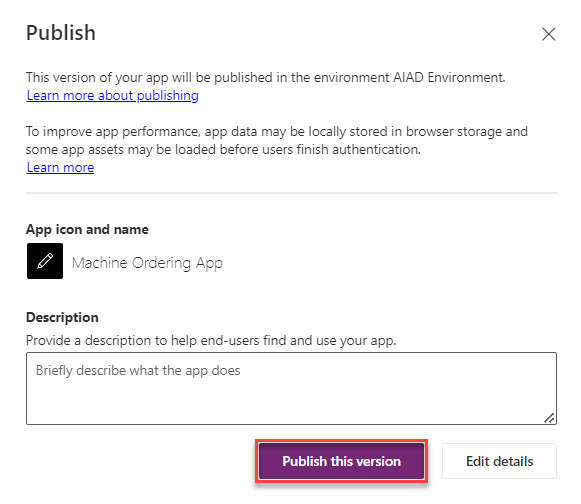 Publish
This version of your app will be published in the environment AIAD Environment.
Learn more about publishing
To improve app performance, app data may be locally stored in browser storage and
some app assets may be loaded before users finish authentication.
Learn more
App icon and name
Machine Ordering App
Description
Provide a description to help end-users find and use your app.
Briefly describe what the app does
Publish this version
Edit details